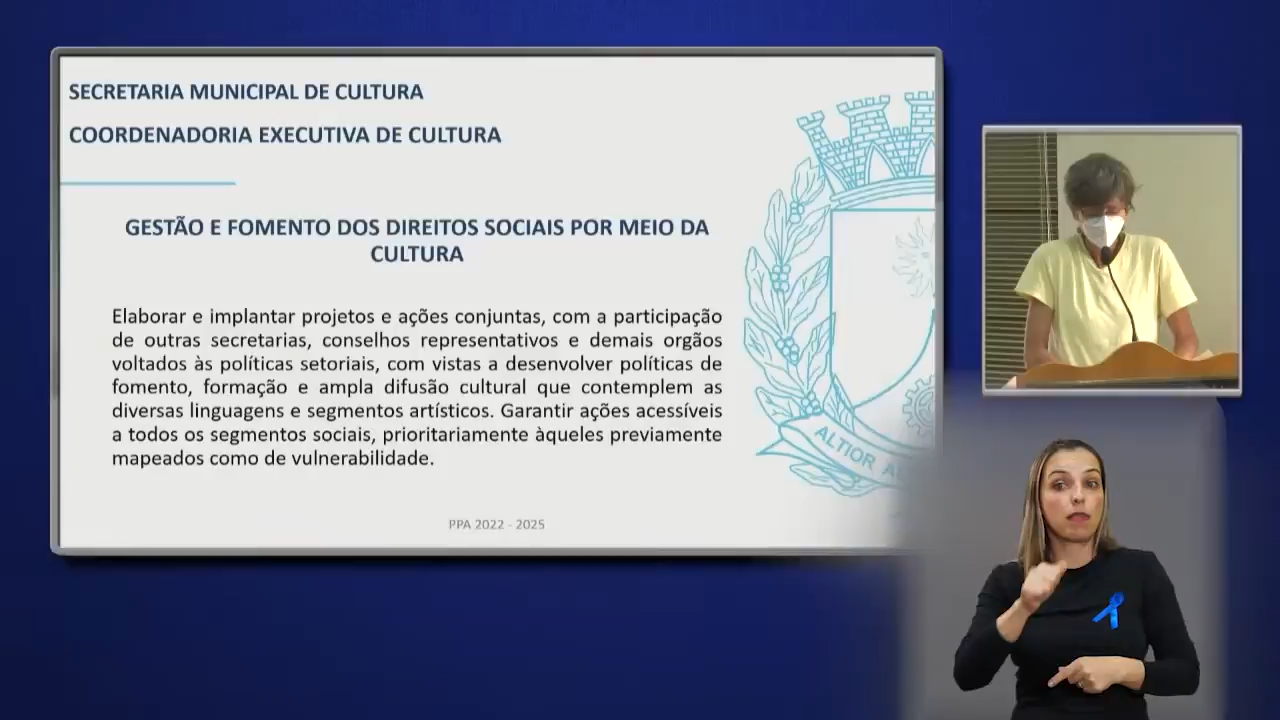 SECRETARIA MUNICIPAL DE CULTURA
COORDENADORIA EXECUTIVA DE CULTURA
GESTÃO E FOMENTO DOS DIREITOS SOCIAIS POR MEIO DA
CULTURA
Elaborar e implantar projetos e ações conjuntas, com a participação
de outras secretarias, conselhos representativos e demais orgãos
voltados às políticas setoriais, com vistas a desenvolver políticas de
fomento, formação e ampla difusão cultural que contemplem as
diversas linguagens e segmentos artísticos. Garantir ações acessíveis
a todos os segmentos sociais, prioritariamente àqueles previamente
mapeados como de vulnerabilidade.
ALTIOR
PPA 2022 - 2025